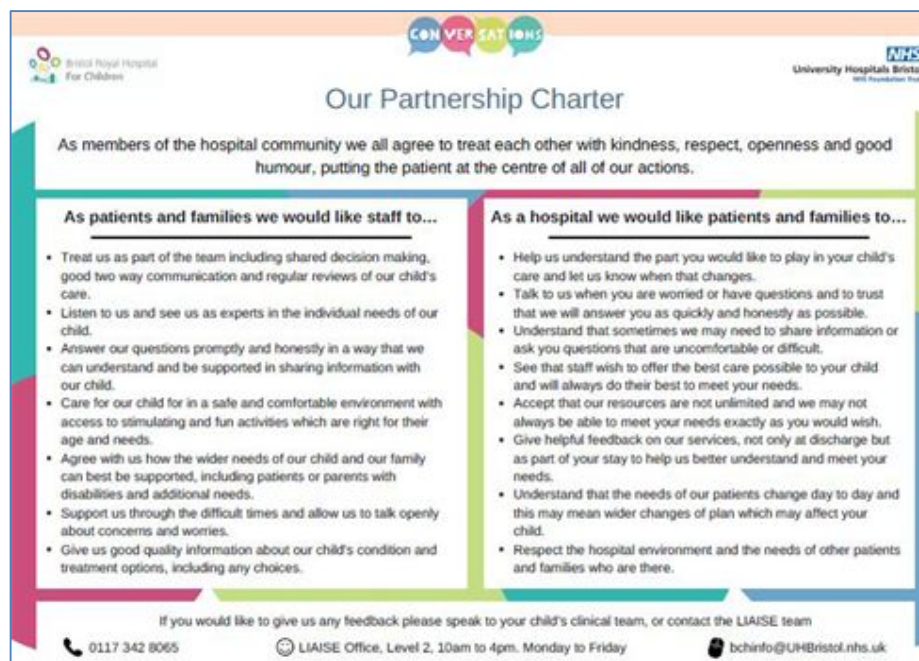 CONVERSATIONS
Bristol Royal Hospital
For Children
NHS
University Hospitals Bristol
NHS Foundation Trust
Our Partnership Charter
As members of the hospital community we all agree to treat each other with kindness, respect, openness and good
humour, putting the patient at the centre of all of our actions.
As patients and families we would like staff to…
• Treat us as part of the team including shared decision making,
good two way communication and regular reviews of our child's
care.
• Listen to us and see us as experts in the individual needs of our
child.
• Answer our questions promptly and honestly in a way that we
can understand and be supported in sharing information with
our child.
• Care for our child for in a safe and comfortable environment with
access to stimulating and fun activities which are right for their
age and needs.
• Agree with us how the wider needs of our child and our family
can best be supported, including patients or parents with
disabilities and additional needs.
• Support us through the difficult times and allow us to talk openly
about concerns and worries.
• Give us good quality information about our child's condition and
treatment options, including any choices.
As a hospital we would like patients and families to…
• Help us understand the part you would like to play in your child's
care and let us know when that changes.
• Talk to us when you are worried or have questions and to trust
that we will answer you as quickly and honestly as possible.
• Understand that sometimes we may need to share information or
ask you questions that are uncomfortable or difficult.
• See that staff wish to offer the best care possible to your child
and will always do their best to meet your needs.
• Accept that our resources are not unlimited and we may not
always be able to meet your needs exactly as you would wish.
• Give helpful feedback on our services, not only at discharge but
as part of your stay to help us better understand and meet your
needs.
• Understand that the needs of our patients change day to day and
this may mean wider changes of plan which may affect your
child.
• Respect the hospital environment and the needs of other patients
and families who are there.
If you would like to give us any feedback please speak to your child's clinical team, or contact the LIAISE team
0117 342 8065
LIAISE Office, Level 2, 10am to 4pm. Monday to Friday
bchinfo@UHBristol.nhs.uk